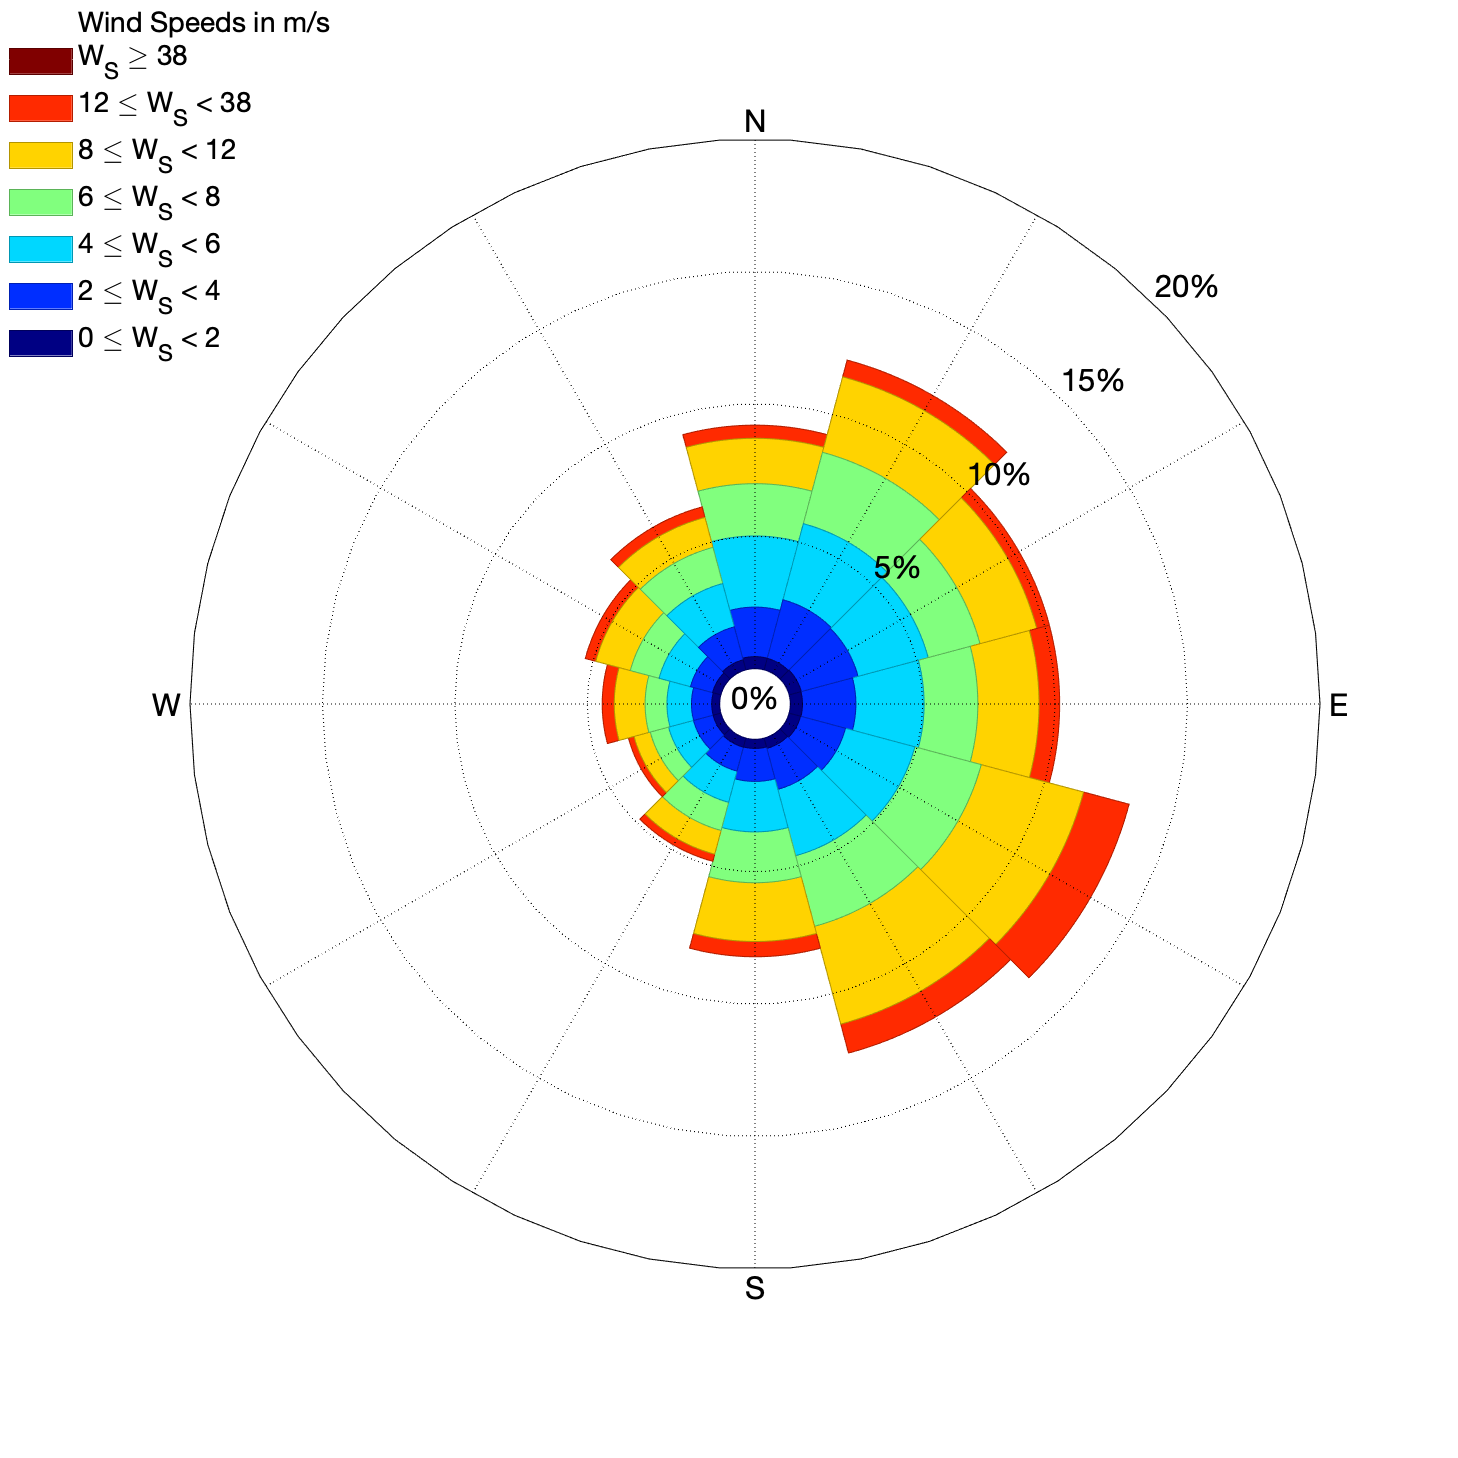 Wind Speeds in m/s
W_S ≥ 38
12 ≤ W_S < 38
8 ≤ W_S < 12
6 ≤ W_S < 8
4 ≤ W_S < 6
2 ≤ W_S < 4
0 ≤ W_S < 2
N
20%
15%
10%
5%
0%
W
E
S